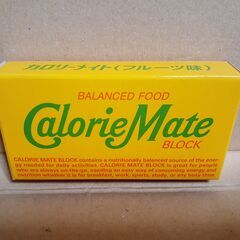 カロリーメイト(フルーツ味)
BALANCED FOOD
CalorieMate
BLOCK
CALORIE MATE BLOCK contains a nutritionally balanced source of the ener-
gy needed for daily activities. CALORIE MATE BLOCK is great for people
who are always on-the-go, needing an easy way of consuming energy and
nutrition whether it is for breakfast, work, sports, study, or any busy time.